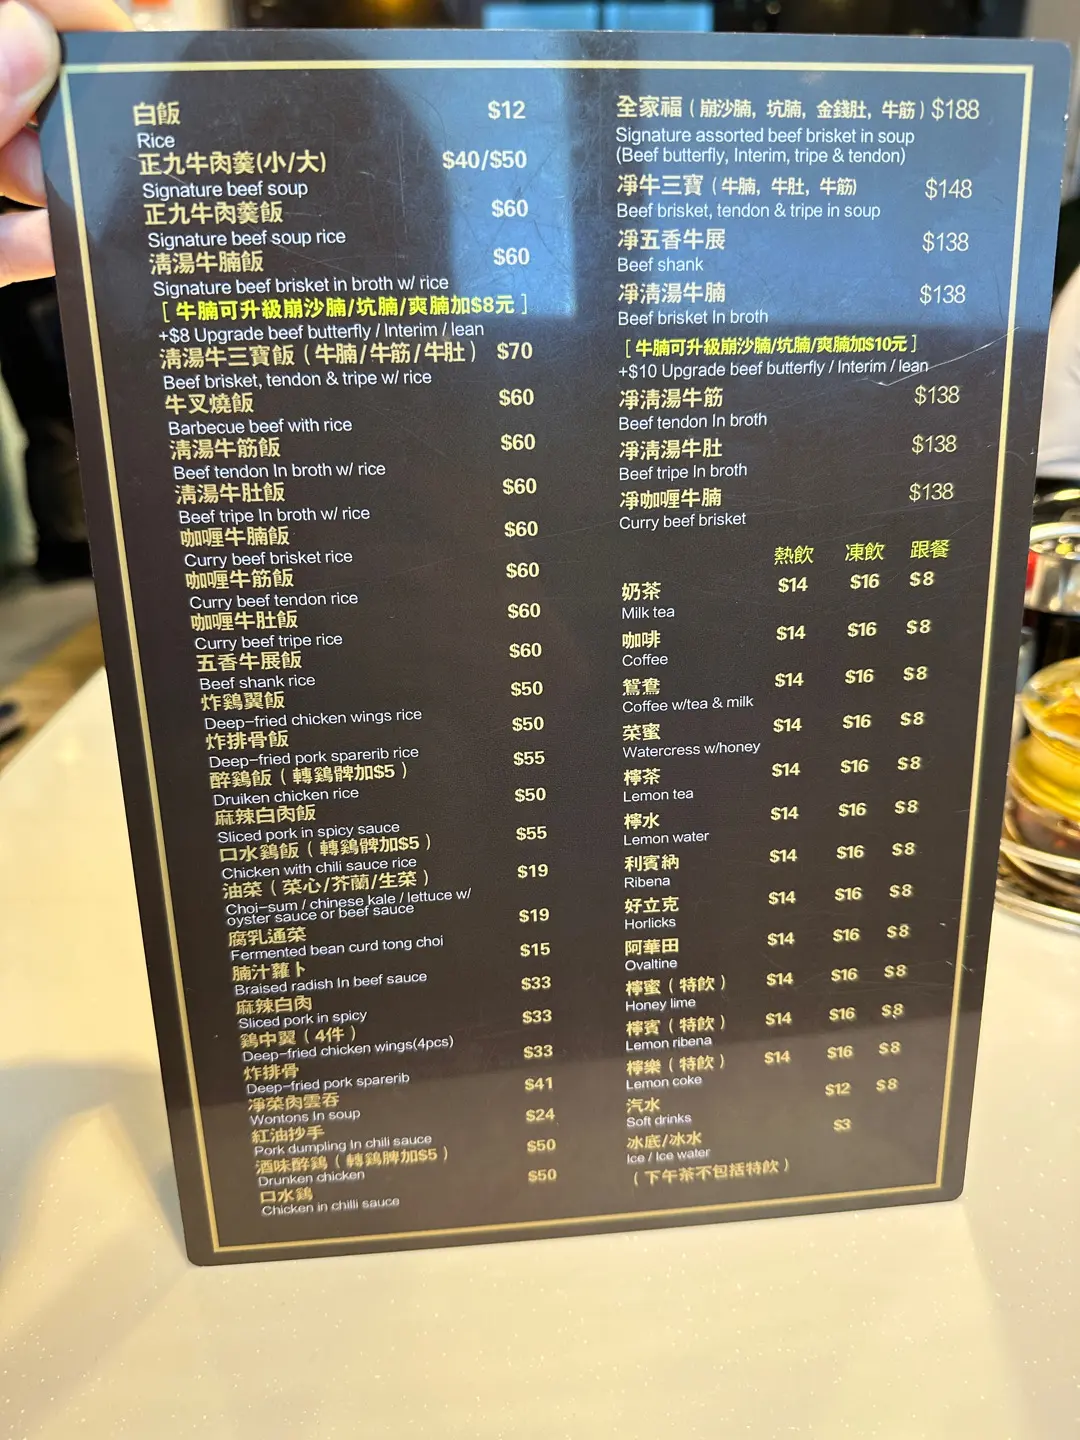 白飯 $12
Rice
正九牛肉羹(小/大) $40/$50
Signature beef soup
正九牛肉羹飯 $60
Signature beef soup rice
淸湯牛腩飯 $60
Signature beef brisket in broth w/ rice
[ 牛腩可升級崩沙腩/坑腩/爽腩加$8元 ]
+$8 Upgrade beef butterfly / Interim / lean
淸湯牛三寶飯 ( 牛腩/牛筋/牛肚 ) $70
Beef brisket, tendon & tripe w/ rice
牛叉燒飯 $60
Barbecue beef with rice
淸湯牛筋飯 $60
Beef tendon In broth w/ rice
淸湯牛肚飯 $60
Beef tripe In broth w/ rice
咖喱牛腩飯 $60
Curry beef brisket rice
咖喱牛筋飯 $60
Curry beef tendon rice
咖喱牛肚飯 $60
Curry beef tripe rice
五香牛展飯 $60
Beef shank rice
炸鷄翼飯 $50
Deep-fried chicken wings rice
炸排骨飯 $50
Deep-fried pork sparerib rice
醉鷄飯 ( 轉鷄髀加$5 ) $55
Druiken chicken rice
麻辣白肉飯 $50
Sliced pork in spicy sauce
口水鷄飯 ( 轉鷄髀加$5 ) $55
Chicken with chili sauce rice
油菜 ( 菜心/芥蘭/生菜 ) $19
Choi-sum / chinese kale / lettuce w/
oyster sauce or beef sauce
腐乳通菜 $19
Fermented bean curd tong choi
腩汁蘿卜 $15
Braised radish In beef sauce
麻辣白肉 $33
Sliced pork in spicy
鷄中翼 ( 4件 ) $33
Deep-fried chicken wings(4pcs)
炸排骨 $33
Deep-fried pork sparerib
凈菜肉雲吞 $41
Wontons In soup
紅油抄手 $24
Pork dumpling In chili sauce
酒味醉鷄 ( 轉鷄髀加$5 ) $50
Drunken chicken
口水鷄 $50
Chicken in chilli sauce
全家福 ( 崩沙腩, 坑腩, 金錢肚, 牛筋 ) $188
Signature assorted beef brisket in soup
(Beef butterfly, Interim, tripe & tendon)
凈牛三寶 ( 牛腩, 牛肚, 牛筋) $148
Beef brisket, tendon & tripe in soup
凈五香牛展 $138
Beef shank
凈淸湯牛腩 $138
Beef brisket In broth
[ 牛腩可升級崩沙腩/坑腩/爽腩加$10元 ]
+$10 Upgrade beef butterfly / Interim / lean
凈淸湯牛筋 $138
Beef tendon In broth
凈淸湯牛肚 $138
Beef tripe In broth
凈咖喱牛腩 $138
Curry beef brisket
熱飲 凍飲 跟餐
奶茶 $14 $16 $8
Milk tea
咖啡 $14 $16 $8
Coffee
鴛鴦 $14 $16 $8
Coffee w/tea & milk
菜蜜 $14 $16 $8
Watercress w/honey
檸茶 $14 $16 $8
Lemon tea
檸水 $14 $16 $8
Lemon water
利賓納 $14 $16 $8
Ribena
好立克 $14 $16 $8
Horlicks
阿華田 $14 $16 $8
Ovaltine
檸蜜 ( 特飲 ) $14 $16 $8
Honey lime
檸賓 ( 特飲 ) $14 $16 $8
Lemon ribena
檸樂 ( 特飲 ) $14 $16 $8
Lemon coke
汽水 $12 $8
Soft drinks
冰底/冰水 $3
Ice / Ice water
( 下午茶不包括特飲 )